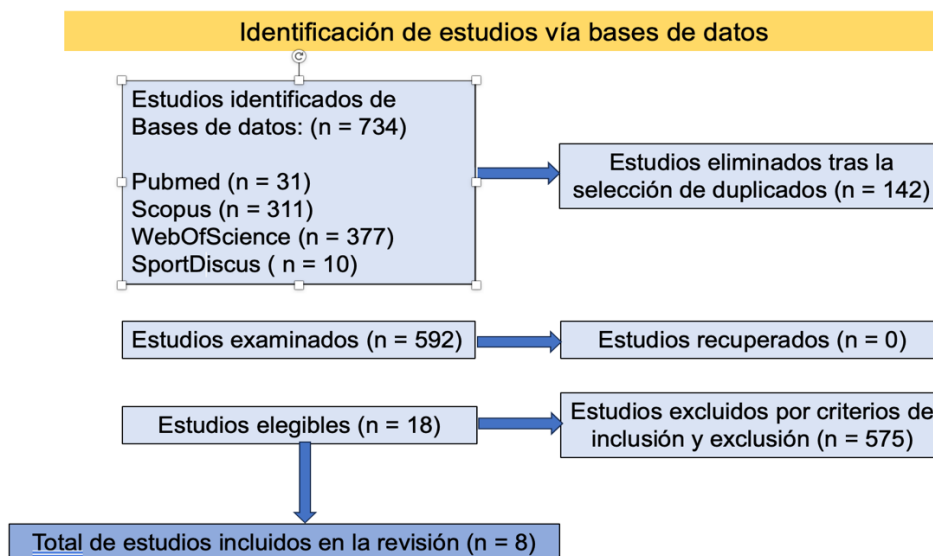 Identificación de estudios vía bases de datos
Estudios identificados de
Bases de datos: (n = 734)
Pubmed (n = 31)
Scopus (n = 311)
WebOfScience (n = 377)
SportDiscus ( n = 10)
Estudios eliminados tras la
selección de duplicados (n = 142)
Estudios examinados (n = 592)
Estudios recuperados (n = 0)
Estudios elegibles (n = 18)
Estudios excluidos por criterios de
inclusión y exclusión (n = 575)
Total de estudios incluidos en la revisión (n = 8)